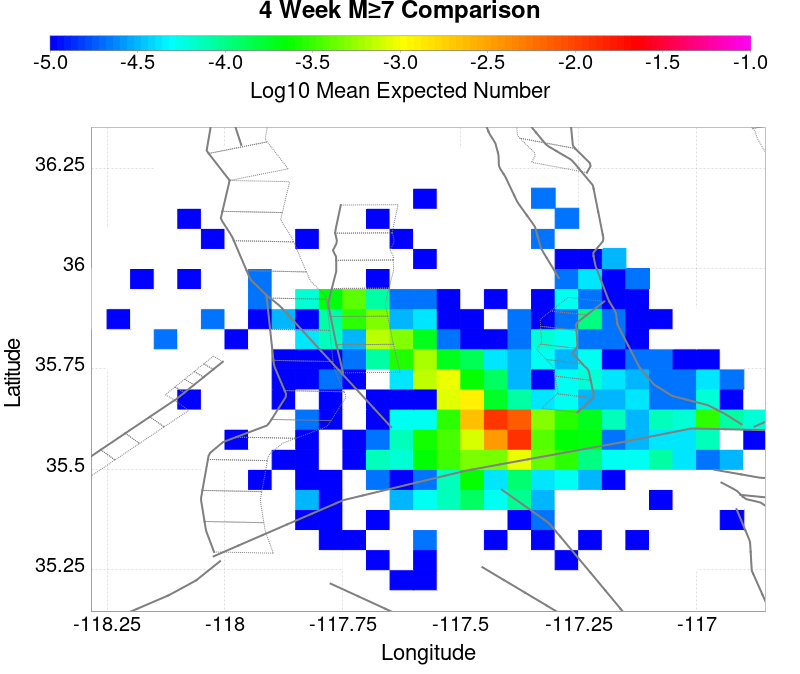 4 Week M≥7 Comparison
-5.0 -4.5 -4.0 -3.5 -3.0 -2.5 -2.0 -1.5 -1.0
Log10 Mean Expected Number
36.25
36
35.75
35.5
35.25
Latitude
-118.25 -118 -117.75 -117.5 -117.25 -117
Longitude